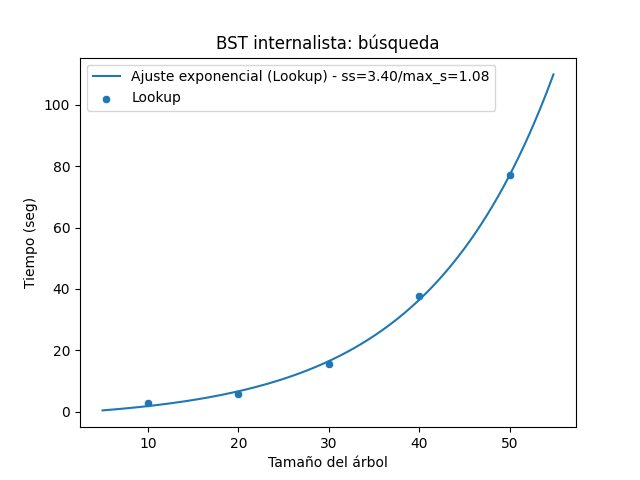 BST internalista: búsqueda
Ajuste exponencial (Lookup) - ss=3.40/max_s=1.08
Lookup
Tiempo (seg)
100
80
60
40
20
0
10 20 30 40 50
Tamaño del árbol